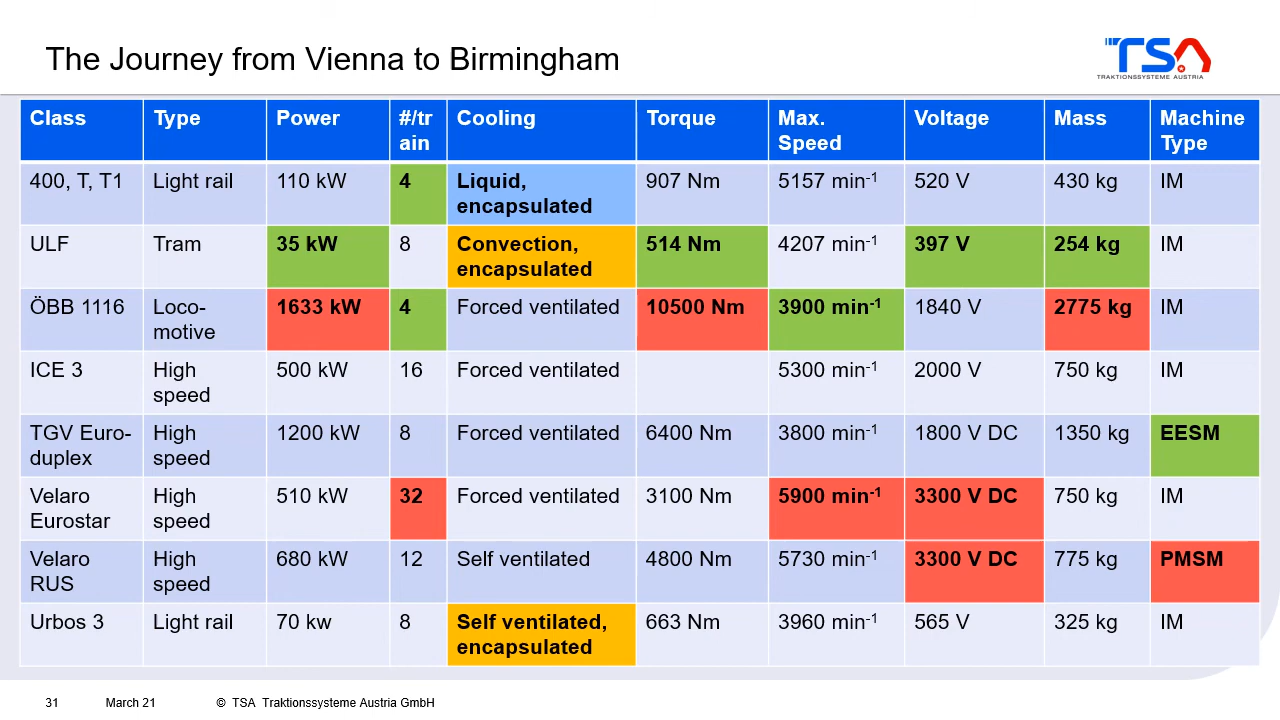 The Journey from Vienna to Birmingham
TSA
TRAKTIONSSYSTEME AUSTRIA
Class Type Power #/tr Cooling Torque Max. Voltage Mass Machine
ain Speed Type
400, T, T1 Light rail 110 kW 4 Liquid, 907 Nm 5157 min-1 520 V 430 kg IM
encapsulated
ULF Tram 35 kW 8 Convection, 514 Nm 4207 min-1 397 V 254 kg IM
encapsulated
ÖBB 1116 Loco- 1633 kW 4 Forced ventilated 10500 Nm 3900 min-1 1840 V 2775 kg IM
motive
ICE 3 High 500 kW 16 Forced ventilated 5300 min-1 2000 V 750 kg IM
speed
TGV Euro- High 1200 kW 8 Forced ventilated 6400 Nm 3800 min-1 1800 V DC 1350 kg EESM
duplex speed
Velaro High 510 kW 32 Forced ventilated 3100 Nm 5900 min-1 3300 V DC 750 kg IM
Eurostar speed
Velaro High 680 kW 12 Self ventilated 4800 Nm 5730 min-1 3300 V DC 775 kg PMSM
RUS speed
Urbos 3 Light rail 70 kw 8 Self ventilated, 663 Nm 3960 min-1 565 V 325 kg IM
encapsulated
31 March 21 © TSA Traktionssysteme Austria GmbH